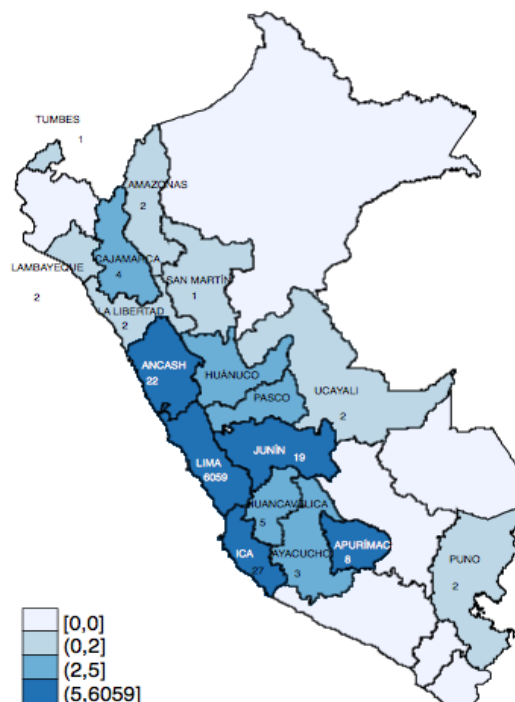 TUMBES
1
AMAZONAS
2
CAJAMARCA
4
LAMBAYEQUE
2
SAN MARTÍN
1
LA LIBERTAD
2
ANCASH
22
HUÁNUCO
UCAYALI
2
PASCO
JUNÍN
19
LIMA
6059
HUANCAVELICA
5
ICA
27
AYACUCHO
3
APURÍMAC
8
PUNO
2
[0,0]
(0,2]
(2,5]
(5,6059]